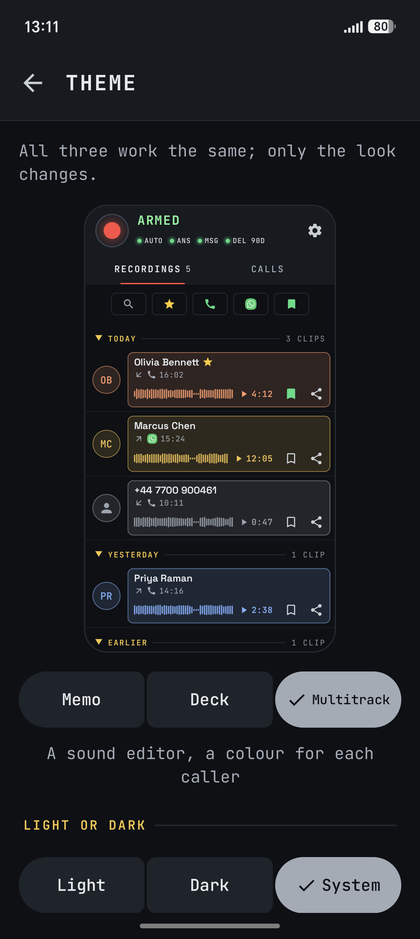 13:11
80
THEME
All three work the same; only the look
changes.
ARMED
AUTO ANS MSG DEL 90D
RECORDINGS 5 CALLS
TODAY 3 CLIPS
OB
Olivia Bennett
16:02
4:12
MC
Marcus Chen
15:24
12:05
+44 7700 900461
10:11
0:47
YESTERDAY 1 CLIP
PR
Priya Raman
14:16
2:38
EARLIER 1 CLIP
Memo Deck Multitrack
A sound editor, a colour for each
caller
LIGHT OR DARK
Light Dark System